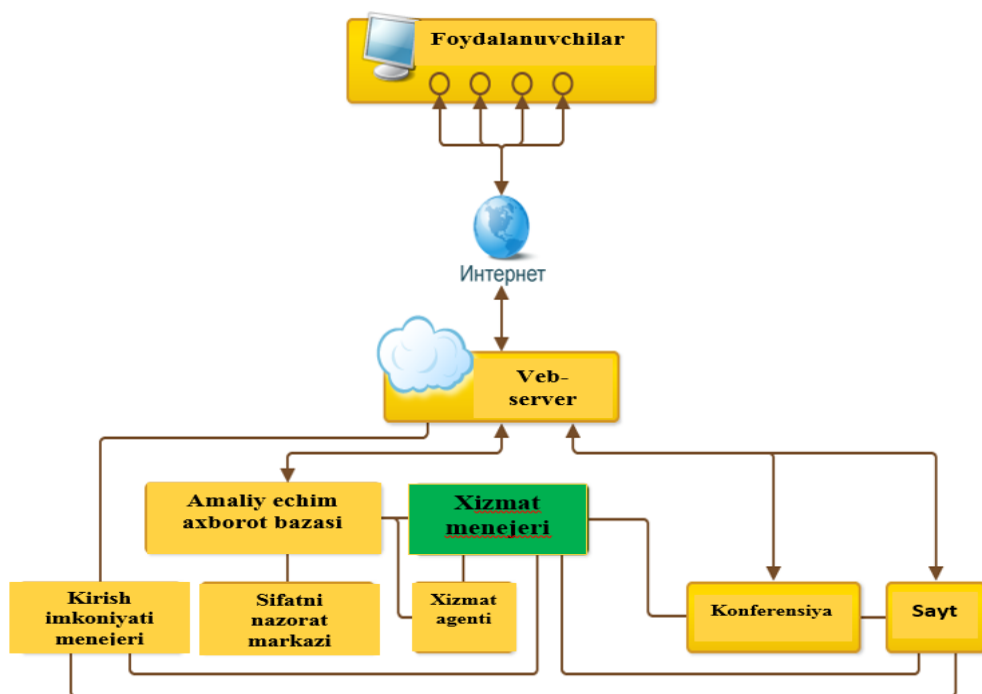 Foydalanuvchilar
Интернет
Veb-
server
Amaliy echim
axborot bazasi
Xizmat
menejeri
Kirish
imkoniyati
menejeri
Sifatni
nazorat
markazi
Xizmat
agenti
Konferensiya
Sayt